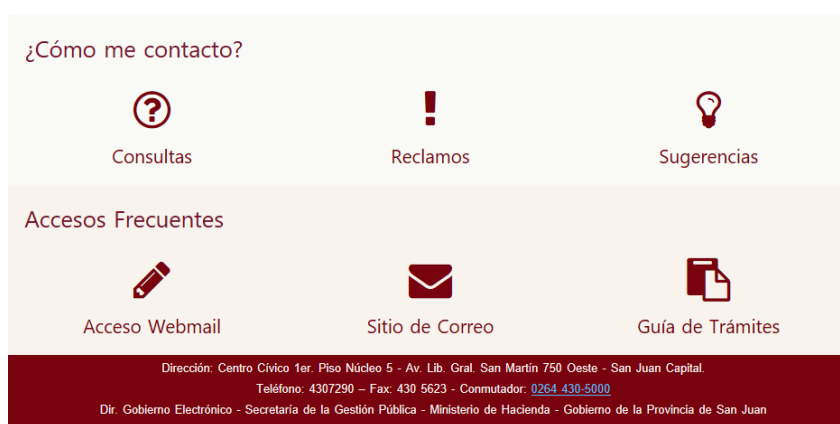 ¿Cómo me contacto?
Consultas
Reclamos
Sugerencias
Accesos Frecuentes
Acceso Webmail
Sitio de Correo
Guía de Trámites
Dirección: Centro Cívico 1er. Piso Núcleo 5 - Av. Lib. Gral. San Martín 750 Oeste - San Juan Capital.
Teléfono: 4307290 – Fax: 430 5623 - Conmutador: 0264 430-5000
Dir. Gobierno Electrónico - Secretaría de la Gestión Pública - Ministerio de Hacienda - Gobierno de la Provincia de San Juan